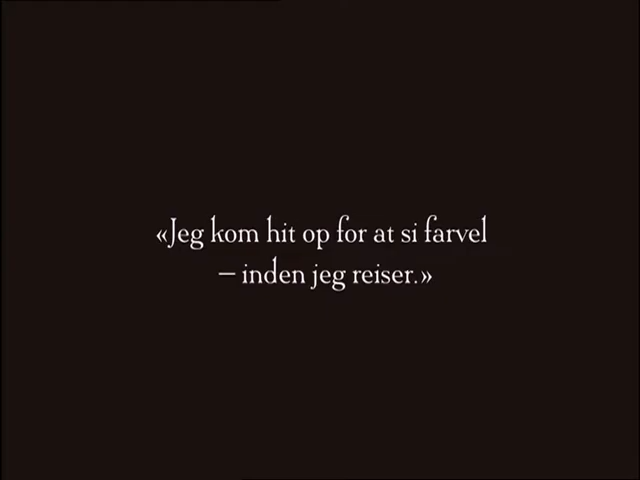 «Jeg kom hit op for at si farvel
– inden jeg reiser.»